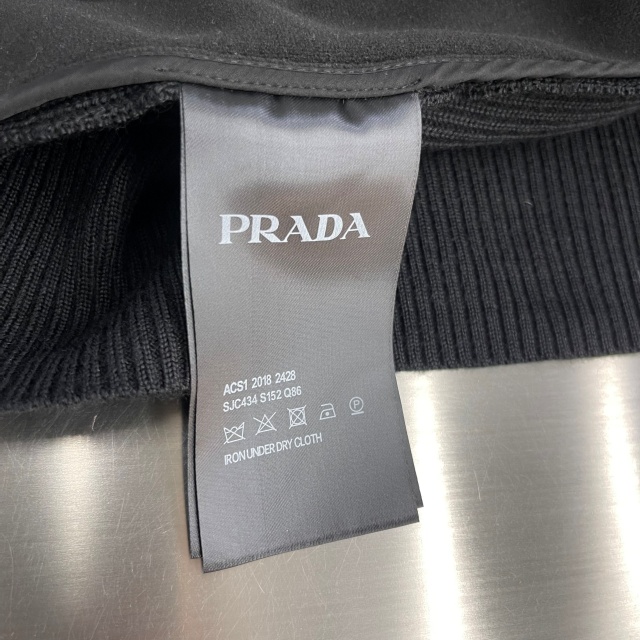 PRADA
ACS1 2018 2428
SJC434 S152 Q86
IRON UNDER DRY CLOTH